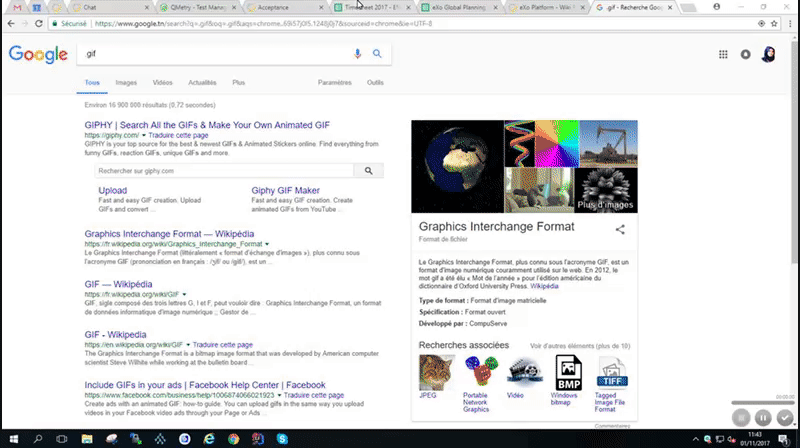 Chat
QMetry - Test Manag
Acceptance
Timesheet 2017 - E
eXo Global Planning
eXo Platform - Wiki
.gif - Recherche Goo
Sécurisé
https://www.google.tn/search?q=.gif&oq=.gif&aqs=chrome..69i57j0l5.1248j0j7&sourceid=chrome&ie=UTF-8
Google
.gif
Tous
Images
Vidéos
Actualités
Plus
Paramètres
Outils
Environ 16 900 000 résultats (0,72 secondes)
GIPHY | Search All the GIFs & Make Your Own Animated GIF
https://giphy.com/ ▾ Traduire cette page
GIPHY is your top source for the best & newest GIFs & Animated Stickers online. Find everything from
funny GIFs, reaction GIFs, unique GIFs and more.
Rechercher sur giphy.com
Upload
Fast and easy GIF creation. Upload
GIFs and convert ...
Giphy GIF Maker
Fast and easy GIF creation. Create
animated GIFs from YouTube ...
Graphics Interchange Format — Wikipédia
https://fr.wikipedia.org/wiki/Graphics_Interchange_Format ▾
Le Graphics Interchange Format (littéralement « format d'échange d'images »), plus connu sous
l'acronyme GIF (prononciation en français : /ʒif/ ou /gif/), est un ...
GIF — Wikipédia
https://fr.wikipedia.org/wiki/GIF ▾
GIF, sigle composé des trois lettres G, I et F, peut vouloir dire : Graphics Interchange Format, un format
de données informatique d'image numérique ; Gestor de ...
GIF - Wikipedia
https://en.wikipedia.org/wiki/GIF ▾ Traduire cette page
The Graphics Interchange Format is a bitmap image format that was developed by American computer
scientist Steve Wilhite while working at the bulletin board ...
Include GIFs in your ads | Facebook Help Center | Facebook
https://www.facebook.com/business/help/1006874066021923 ▾ Traduire cette page
Create ads with an animated GIF: how-to guide. You can upload gifs in the same way you upload
videos in your Facebook video ads through your Page or Ads ...
Plus d'images
Graphics Interchange Format
Format de fichier
Le Graphics Interchange Format, plus connu sous l'acronyme GIF, est un
format d'image numérique couramment utilisé sur le web. En 2012, le
mot gif a été élu « Mot de l'année » pour l'édition américaine du
dictionnaire d'Oxford University Press. Wikipédia
Type de format : Format d'image matricielle
Spécification : Format ouvert
Développé par : CompuServe
Recherches associées
Voir d'autres éléments (plus de 10)
JPEG
Portable
Network
Graphics
Vidéo
BMP
Windows
bitmap
TIFF
Tagged
Image File
Format
Commentaires
00:00:00
11:43
01/11/2017